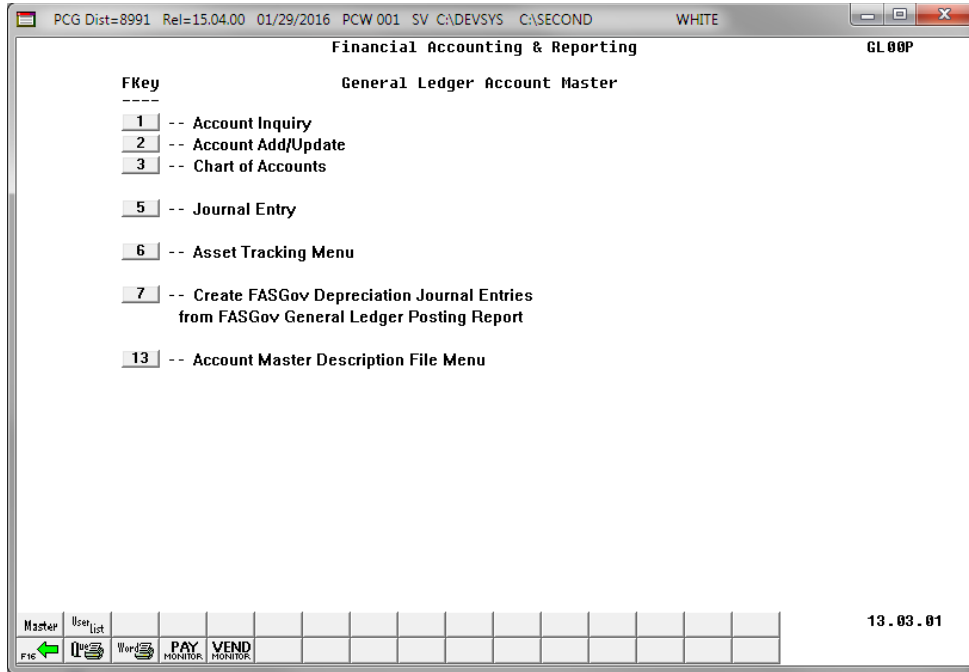 PCG Dist=8991 Rel=15.04.00 01/29/2016 PCW 001 SV C:\DEVSYS C:\SECOND WHITE
Financial Accounting & Reporting GL00P
FKey General Ledger Account Master
----
1 -- Account Inquiry
2 -- Account Add/Update
3 -- Chart of Accounts
5 -- Journal Entry
6 -- Asset Tracking Menu
7 -- Create FASGov Depreciation Journal Entries
from FASGov General Ledger Posting Report
13 -- Account Master Description File Menu
Master User List 13.03.01
F16 Que Word PAY MONITOR VEND MONITOR